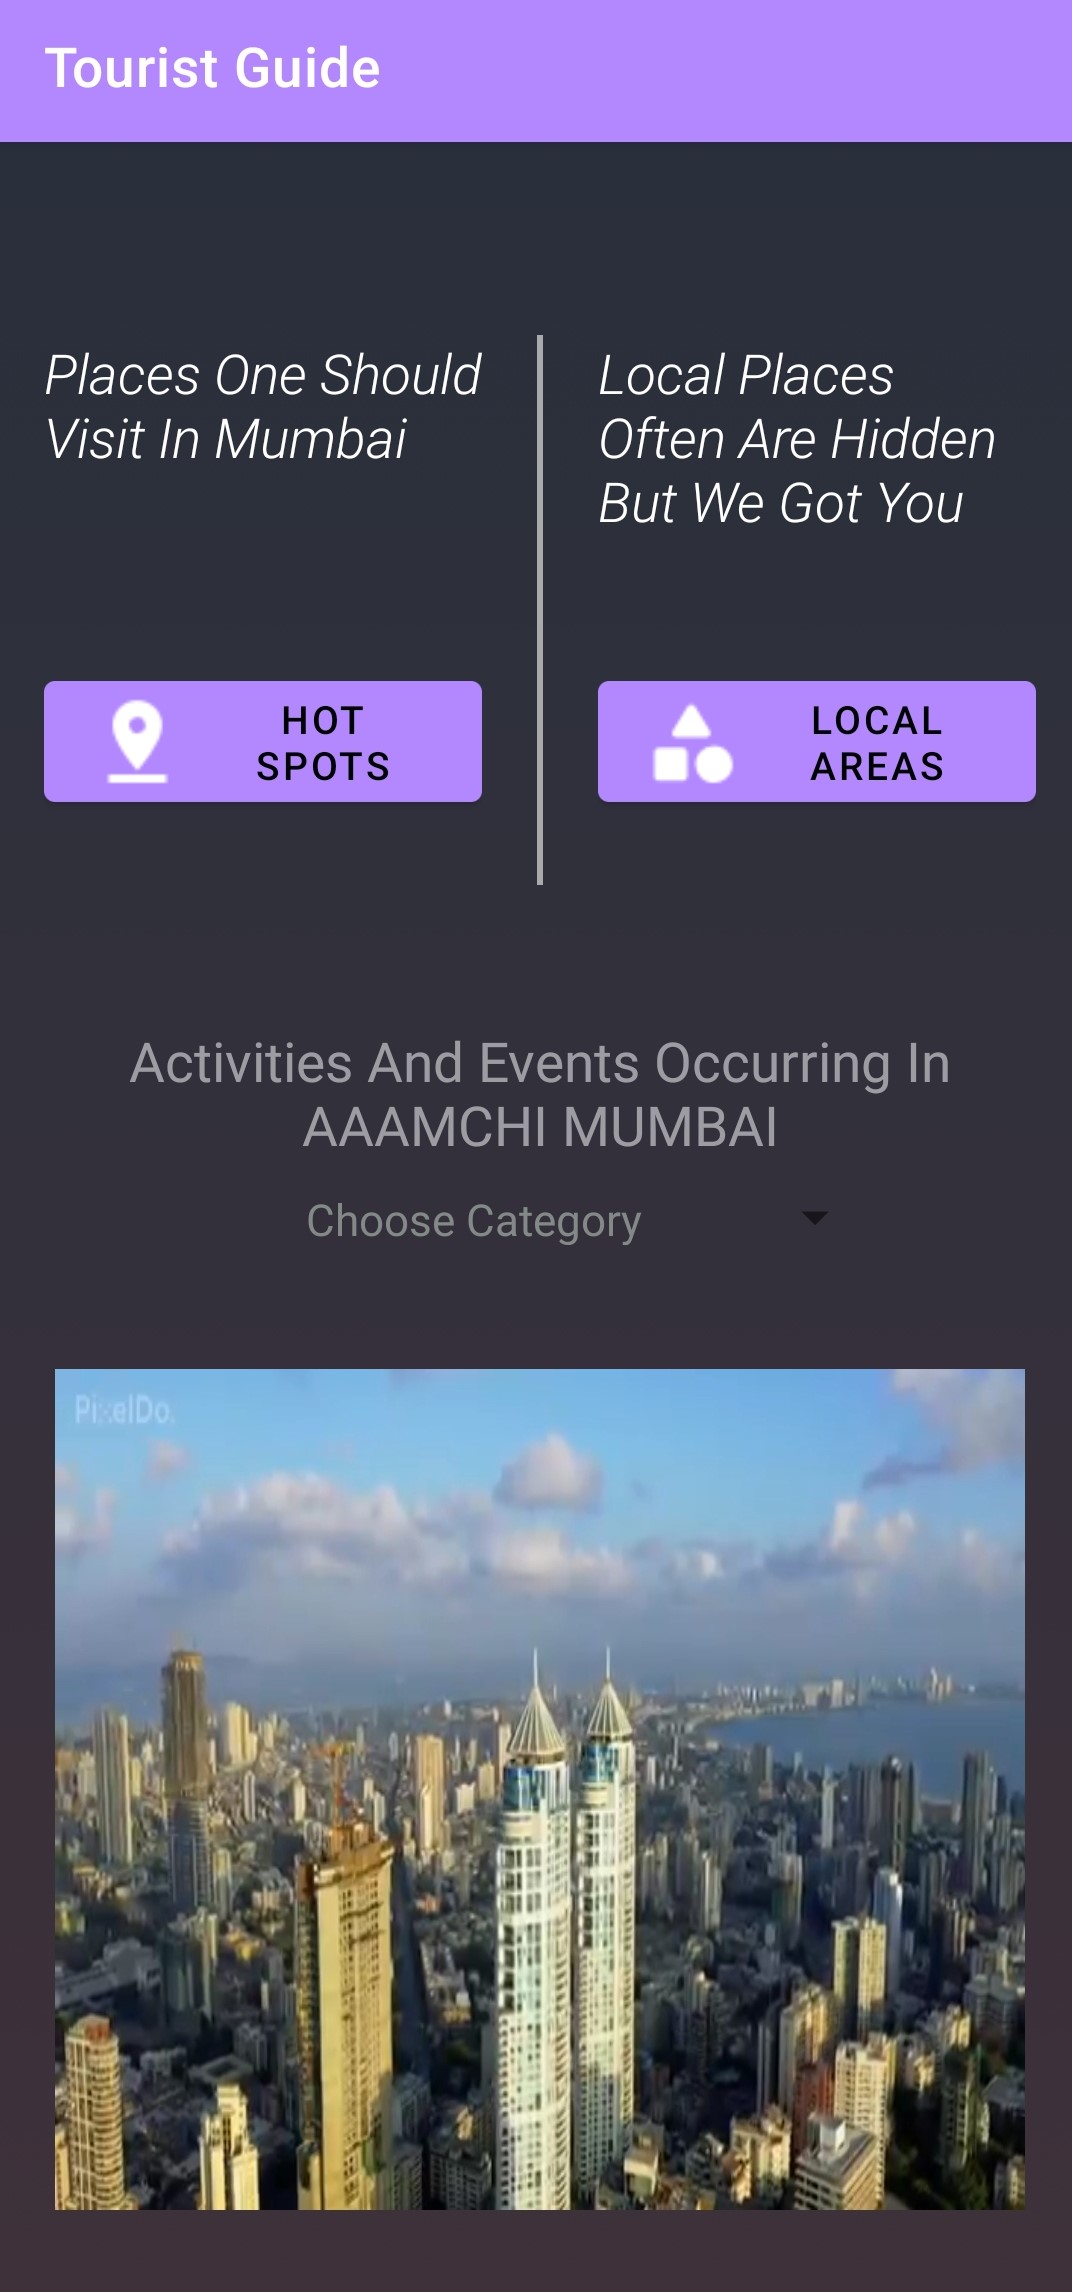 Tourist Guide
Places One Should
Visit In Mumbai
Local Places
Often Are Hidden
But We Got You
HOT
SPOTS
LOCAL
AREAS
Activities And Events Occurring In
AAAMCHI MUMBAI
Choose Category